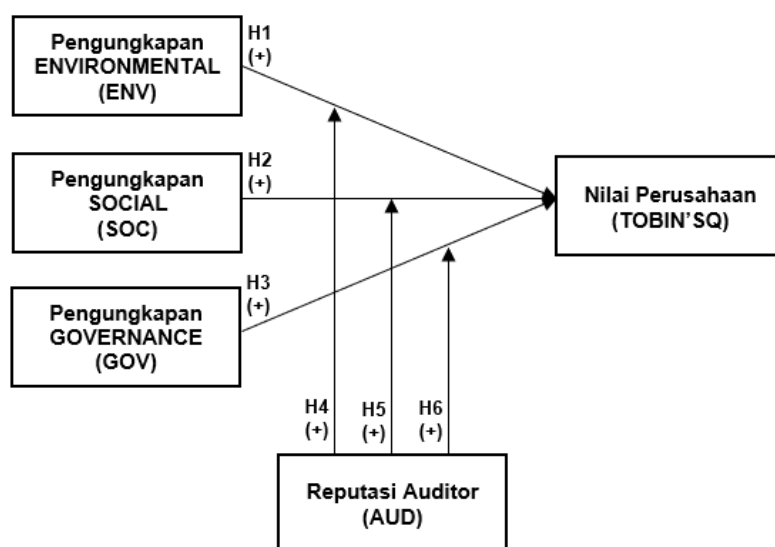 Pengungkapan
ENVIRONMENTAL
(ENV)
H1
(+)
Pengungkapan
SOCIAL
(SOC)
H2
(+)
Nilai Perusahaan
(TOBIN'SQ)
Pengungkapan
GOVERNANCE
(GOV)
H3
(+)
H4
(+)
H5
(+)
H6
(+)
Reputasi Auditor
(AUD)